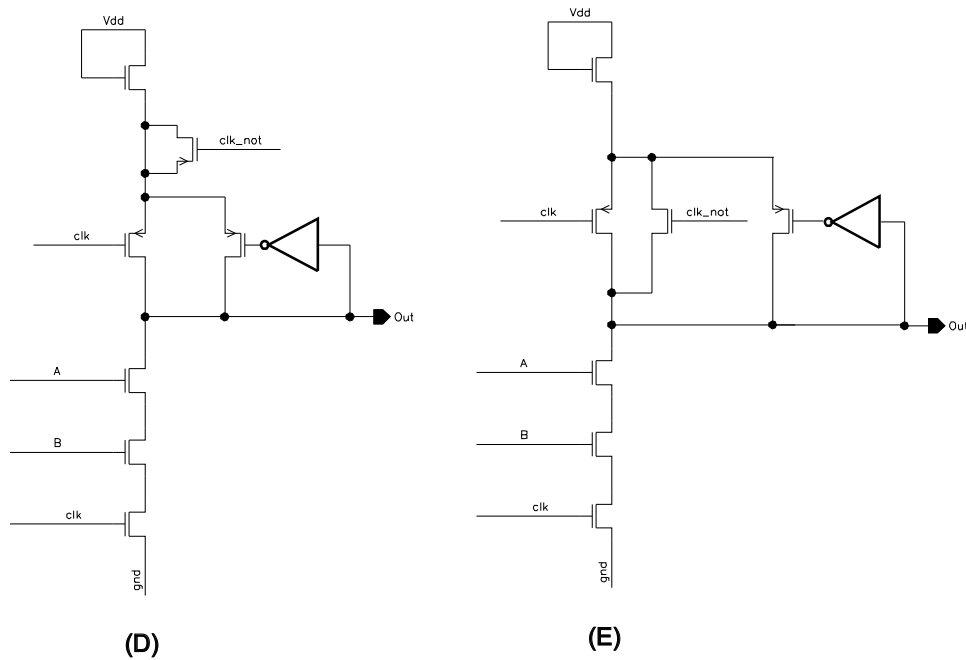 Vdd
clk_not
clk
Out
A
B
clk
gnd
(D)
Vdd
clk
clk_not
Out
A
B
clk
gnd
(E)